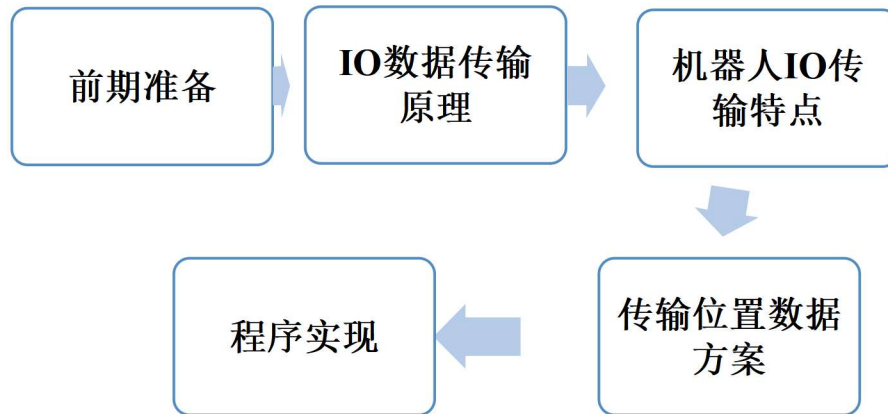 前期准备
IO数据传输
原理
机器人IO传
输特点
传输位置数据
方案
程序实现